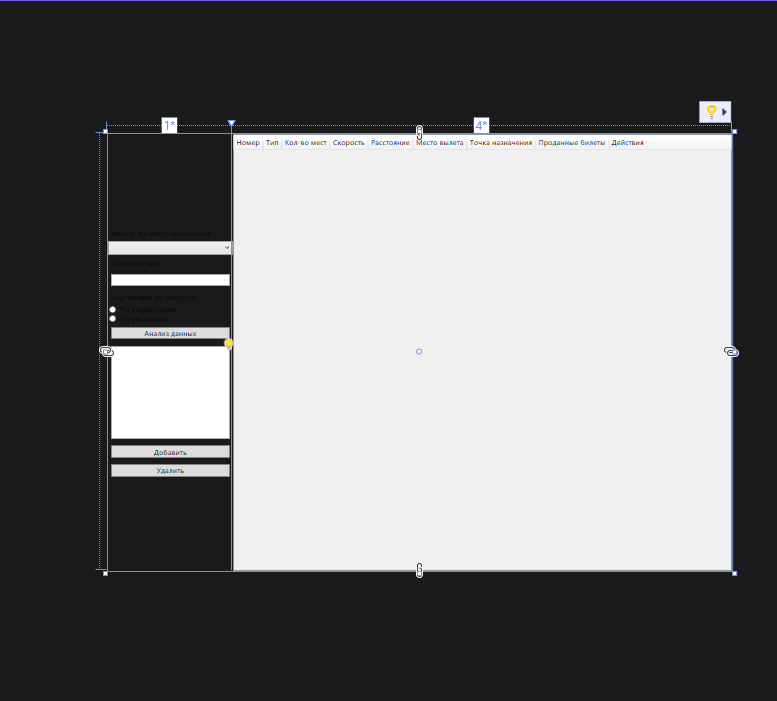 1*
4*
Номер Тип Кол-во мест Скорость Расстояние Место вылета Точка назначения Проданные билеты Действия
Фильтр по месту назначения
Поиск по типу
Сортировка по скорости
По возрастанию
По убыванию
Анализ данных
Добавить
Удалить